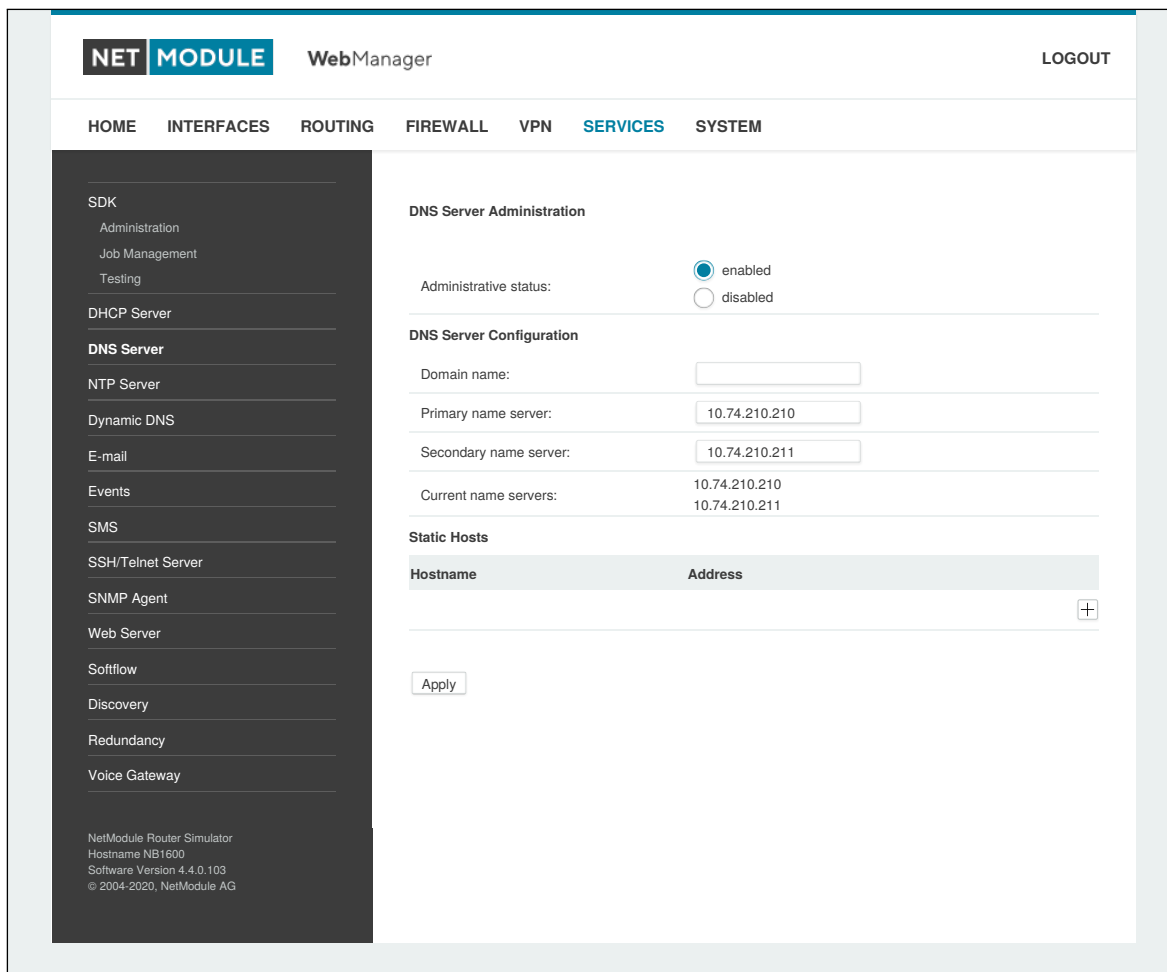 NET MODULE WebManager LOGOUT
HOME INTERFACES ROUTING FIREWALL VPN SERVICES SYSTEM
SDK
Administration
Job Management
Testing
DHCP Server
DNS Server
NTP Server
Dynamic DNS
E-mail
Events
SMS
SSH/Telnet Server
SNMP Agent
Web Server
Softflow
Discovery
Redundancy
Voice Gateway
NetModule Router Simulator
Hostname NB1600
Software Version 4.4.0.103
© 2004-2020, NetModule AG
DNS Server Administration
Administrative status:
enabled
disabled
DNS Server Configuration
Domain name:
Primary name server: 10.74.210.210
Secondary name server: 10.74.210.211
Current name servers:
10.74.210.210
10.74.210.211
Static Hosts
Hostname Address
Apply